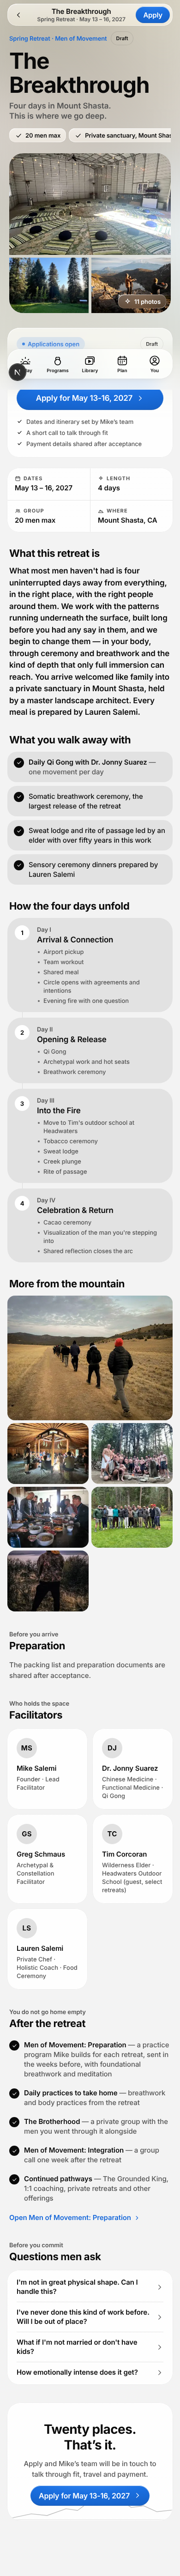 The Breakthrough
Spring Retreat · May 13 – 16, 2027
Apply
Spring Retreat · Men of Movement
Draft
The
Breakthrough
Four days in Mount Shasta.
This is where we go deep.
20 men max
Private sanctuary, Mount Shas
11 photos
Applications open
Draft
Programs
Library
Plan
You
N
Apply for May 13-16, 2027
Dates and itinerary set by Mike's team
A short call to talk through fit
Payment details shared after acceptance
DATES
May 13 – 16, 2027
LENGTH
4 days
GROUP
20 men max
WHERE
Mount Shasta, CA
What this retreat is
What most men haven't had is four
uninterrupted days away from everything,
in the right place, with the right people
around them. We work with the patterns
running underneath the surface, built long
before you had any say in them, and we
begin to change them — in your body,
through ceremony and breathwork and the
kind of depth that only full immersion can
reach. You arrive welcomed like family into
a private sanctuary in Mount Shasta, held
by a master landscape architect. Every
meal is prepared by Lauren Salemi.
What you walk away with
Daily Qi Gong with Dr. Jonny Suarez —
one movement per day
Somatic breathwork ceremony, the
largest release of the retreat
Sweat lodge and rite of passage led by an
elder with over fifty years in this work
Sensory ceremony dinners prepared by
Lauren Salemi
How the four days unfold
1
Day I
Arrival & Connection
• Airport pickup
• Team workout
• Shared meal
• Circle opens with agreements and
intentions
• Evening fire with one question
2
Day II
Opening & Release
• Qi Gong
• Archetypal work and hot seats
• Breathwork ceremony
3
Day III
Into the Fire
• Move to Tim's outdoor school at
Headwaters
• Tobacco ceremony
• Sweat lodge
• Creek plunge
• Rite of passage
4
Day IV
Celebration & Return
• Cacao ceremony
• Visualization of the man you're stepping
into
• Shared reflection closes the arc
More from the mountain
Before you arrive
Preparation
The packing list and preparation documents are
shared after acceptance.
Who holds the space
Facilitators
MS
Mike Salemi
Founder · Lead
Facilitator
DJ
Dr. Jonny Suarez
Chinese Medicine ·
Functional Medicine ·
Qi Gong
GS
Greg Schmaus
Archetypal &
Constellation
Facilitator
TC
Tim Corcoran
Wilderness Elder ·
Headwaters Outdoor
School (guest, select
retreats)
LS
Lauren Salemi
Private Chef ·
Holistic Coach · Food
Ceremony
You do not go home empty
After the retreat
Men of Movement: Preparation — a practice
program Mike builds for each retreat, sent in
the weeks before, with foundational
breathwork and meditation
Daily practices to take home — breathwork
and body practices from the retreat
The Brotherhood — a private group with the
men you went through it alongside
Men of Movement: Integration — a group
call one week after the retreat
Continued pathways — The Grounded King,
1:1 coaching, private retreats and other
offerings
Open Men of Movement: Preparation
Before you commit
Questions men ask
I'm not in great physical shape. Can I
handle this?
I've never done this kind of work before.
Will I be out of place?
What if I'm not married or don't have
kids?
How emotionally intense does it get?
Twenty places.
That's it.
Apply and Mike's team will be in touch to
talk through fit, travel and payment.
Apply for May 13-16, 2027